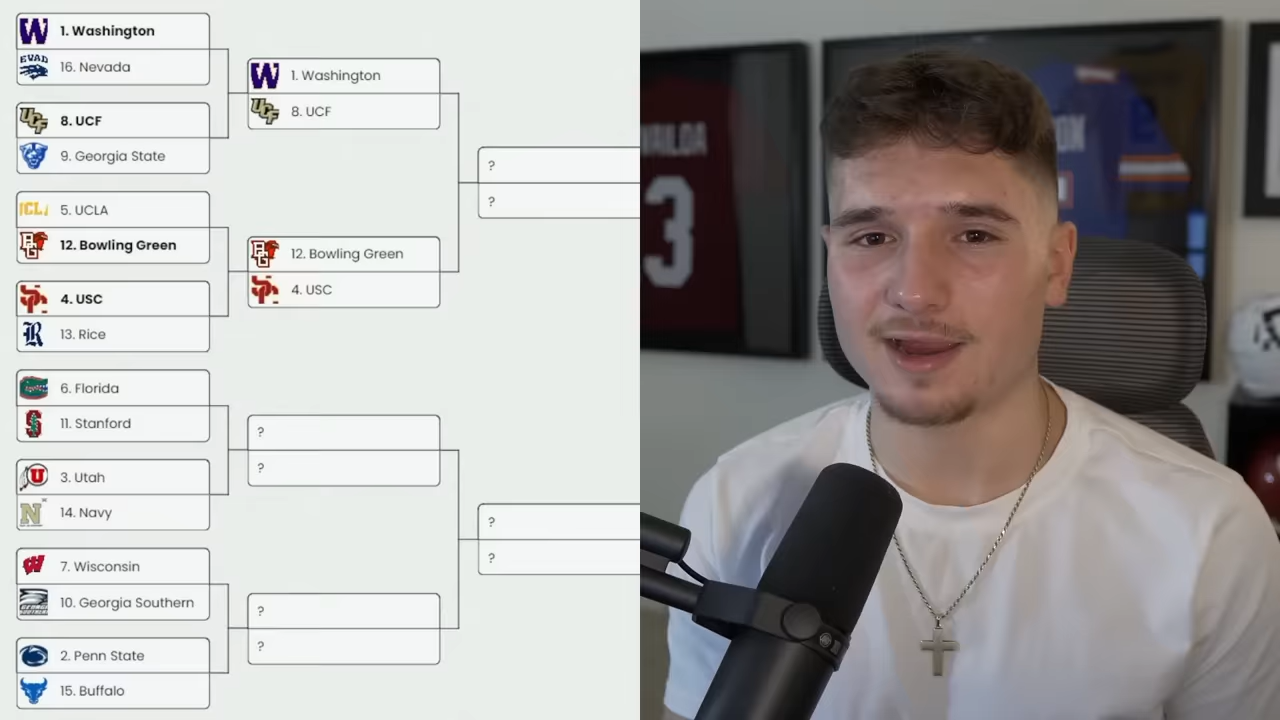 1. Washington
16. Nevada
8. UCF
9. Georgia State
5. UCLA
12. Bowling Green
4. USC
13. Rice
6. Florida
11. Stanford
3. Utah
14. Navy
7. Wisconsin
10. Georgia Southern
2. Penn State
15. Buffalo
1. Washington
8. UCF
12. Bowling Green
4. USC
?
?
?
?
?
?
?
?
3